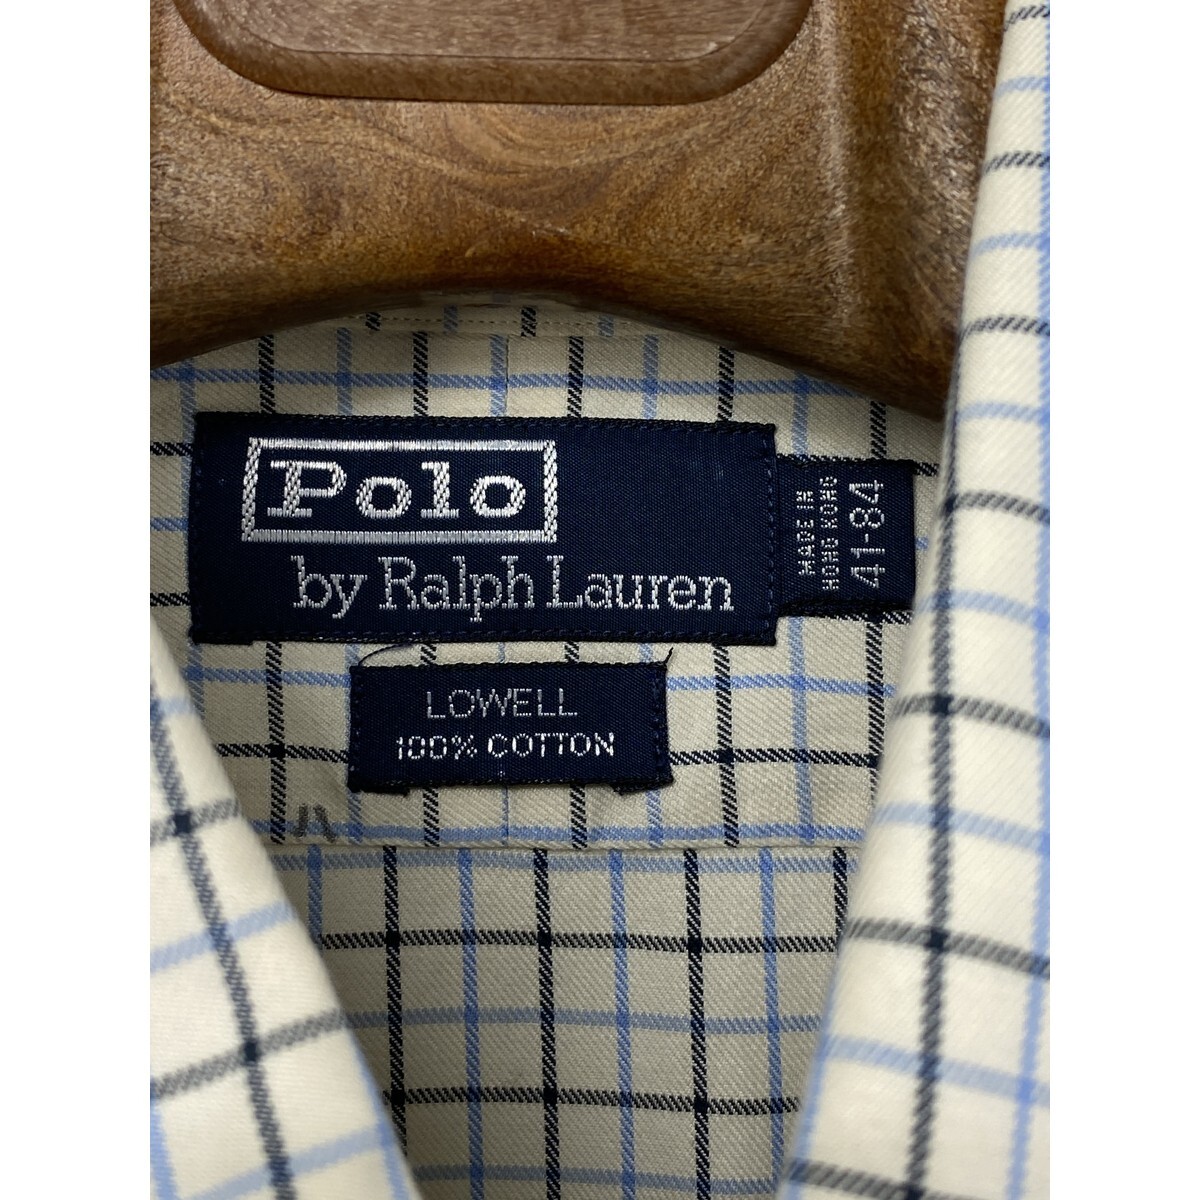 Polo
by Ralph Lauren
MADE IN
HONG KONG
41-84
LOWELL
100% COTTON